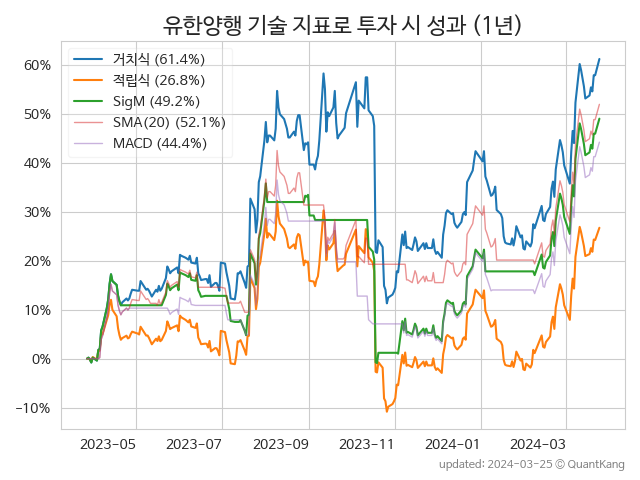 유한양행 기술 지표로 투자 시 성과 (1년)
거치식 (61.4%)
적립식 (26.8%)
SigM (49.2%)
SMA(20) (52.1%)
MACD (44.4%)
60%
50%
40%
30%
20%
10%
0%
−10%
2023-05 2023-07 2023-09 2023-11 2024-01 2024-03
updated: 2024-03-25 © QuantKang